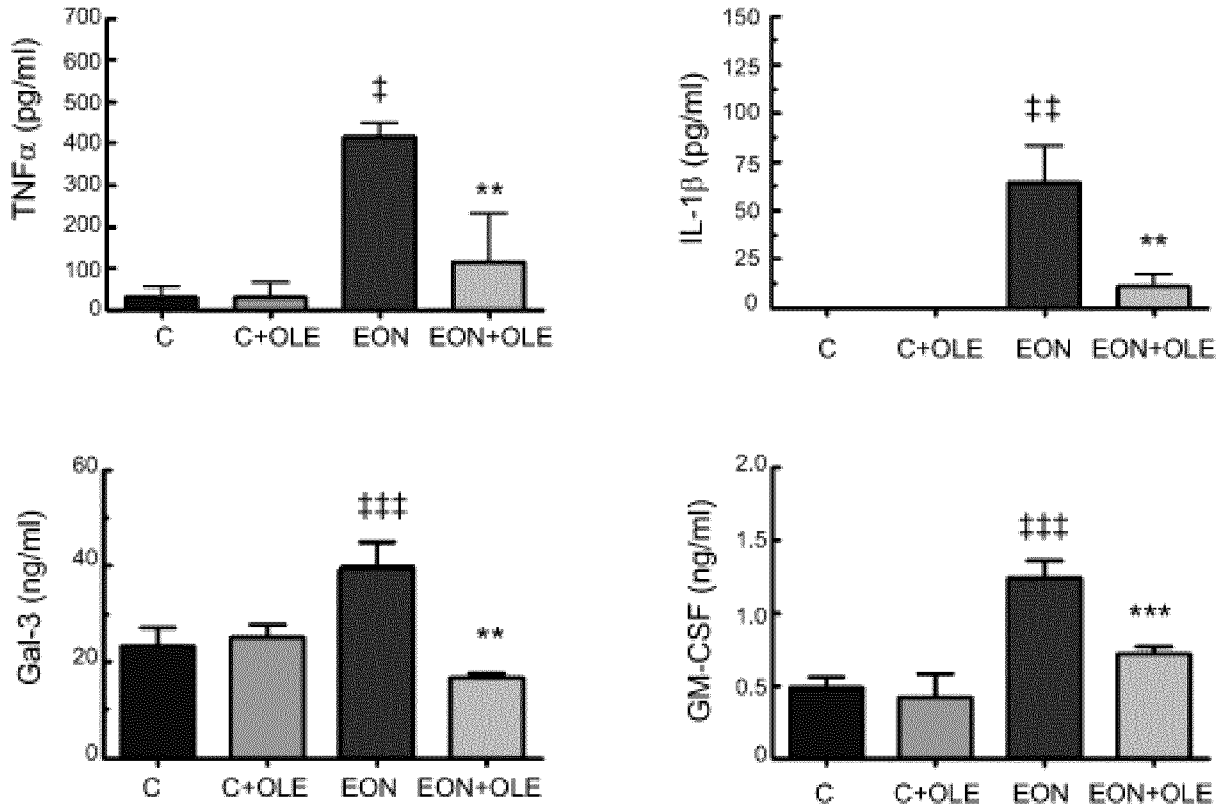 TNFα (pg/ml)
700
600
500
400
300
200
100
0
‡
**
C
C+OLE
EON
EON+OLE
IL-1β (pg/ml)
150
125
100
75
50
25
0
‡‡
**
C
C+OLE
EON
EON+OLE
Gal-3 (ng/ml)
60
40
20
0
‡‡‡
**
C
C+OLE
EON
EON+OLE
GM-CSF (ng/ml)
2.0
1.5
1.0
0.5
0
‡‡‡
***
C
C+OLE
EON
EON+OLE